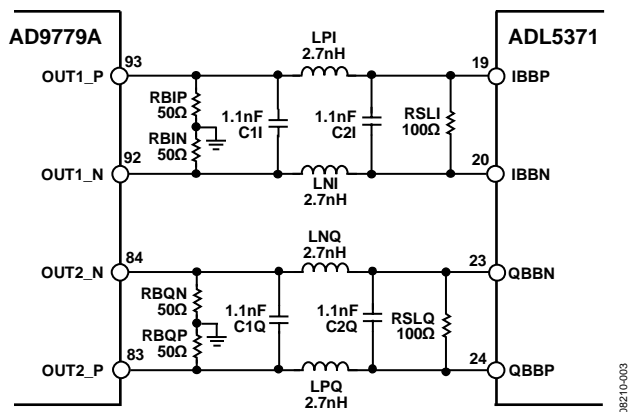 AD9779A
ADL5371
OUT1_P
93
RBIP
50Ω
RBIN
50Ω
1.1nF
C1I
LPI
2.7nH
1.1nF
C2I
RSLI
100Ω
19
IBBP
OUT1_N
92
LNI
2.7nH
20
IBBN
OUT2_N
84
RBQN
50Ω
RBQP
50Ω
1.1nF
C1Q
LNQ
2.7nH
1.1nF
C2Q
RSLQ
100Ω
23
QBBN
OUT2_P
83
LPQ
2.7nH
24
QBBP
08210-003